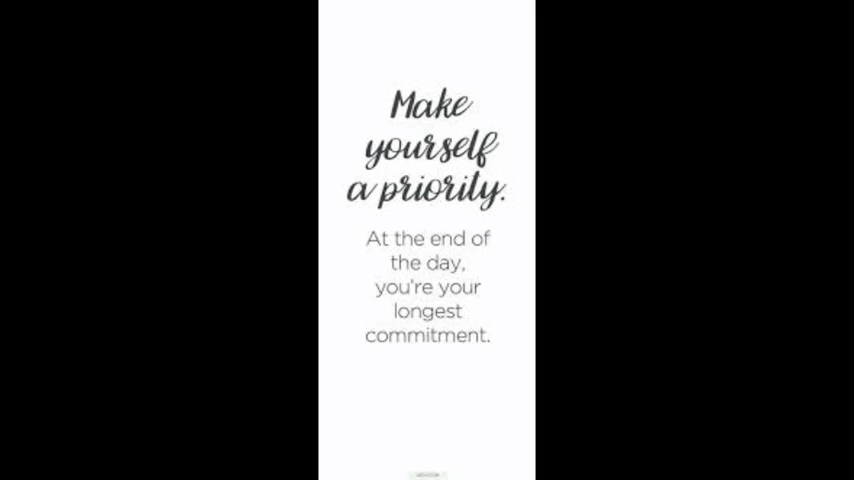 Make
yourself
a priority.
At the end of
the day,
you're your
longest
commitment.